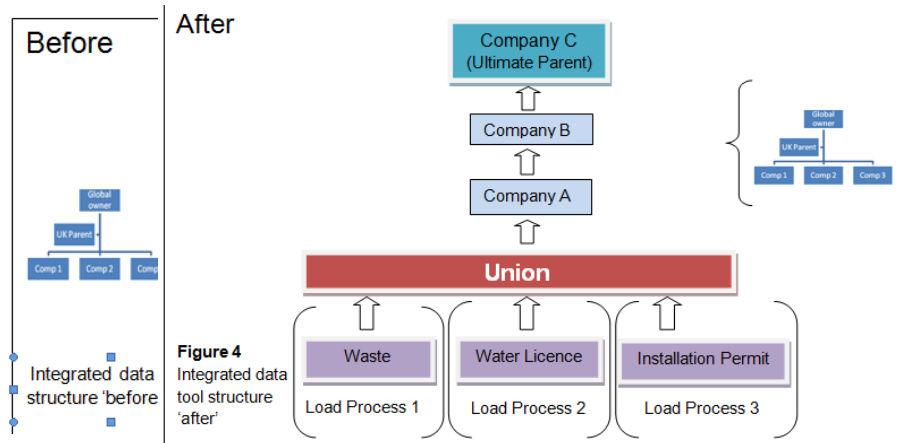 Before
Global
owner
UK Parent
Comp 1
Comp 2
Comp
Integrated data
structure 'before
After
Company C
(Ultimate Parent)
Company B
Company A
Union
Waste
Water Licence
Installation Permit
Load Process 1
Load Process 2
Load Process 3
Global
owner
UK Parent
Comp 1
Comp 2
Comp 3
Figure 4
Integrated data
tool structure
'after'